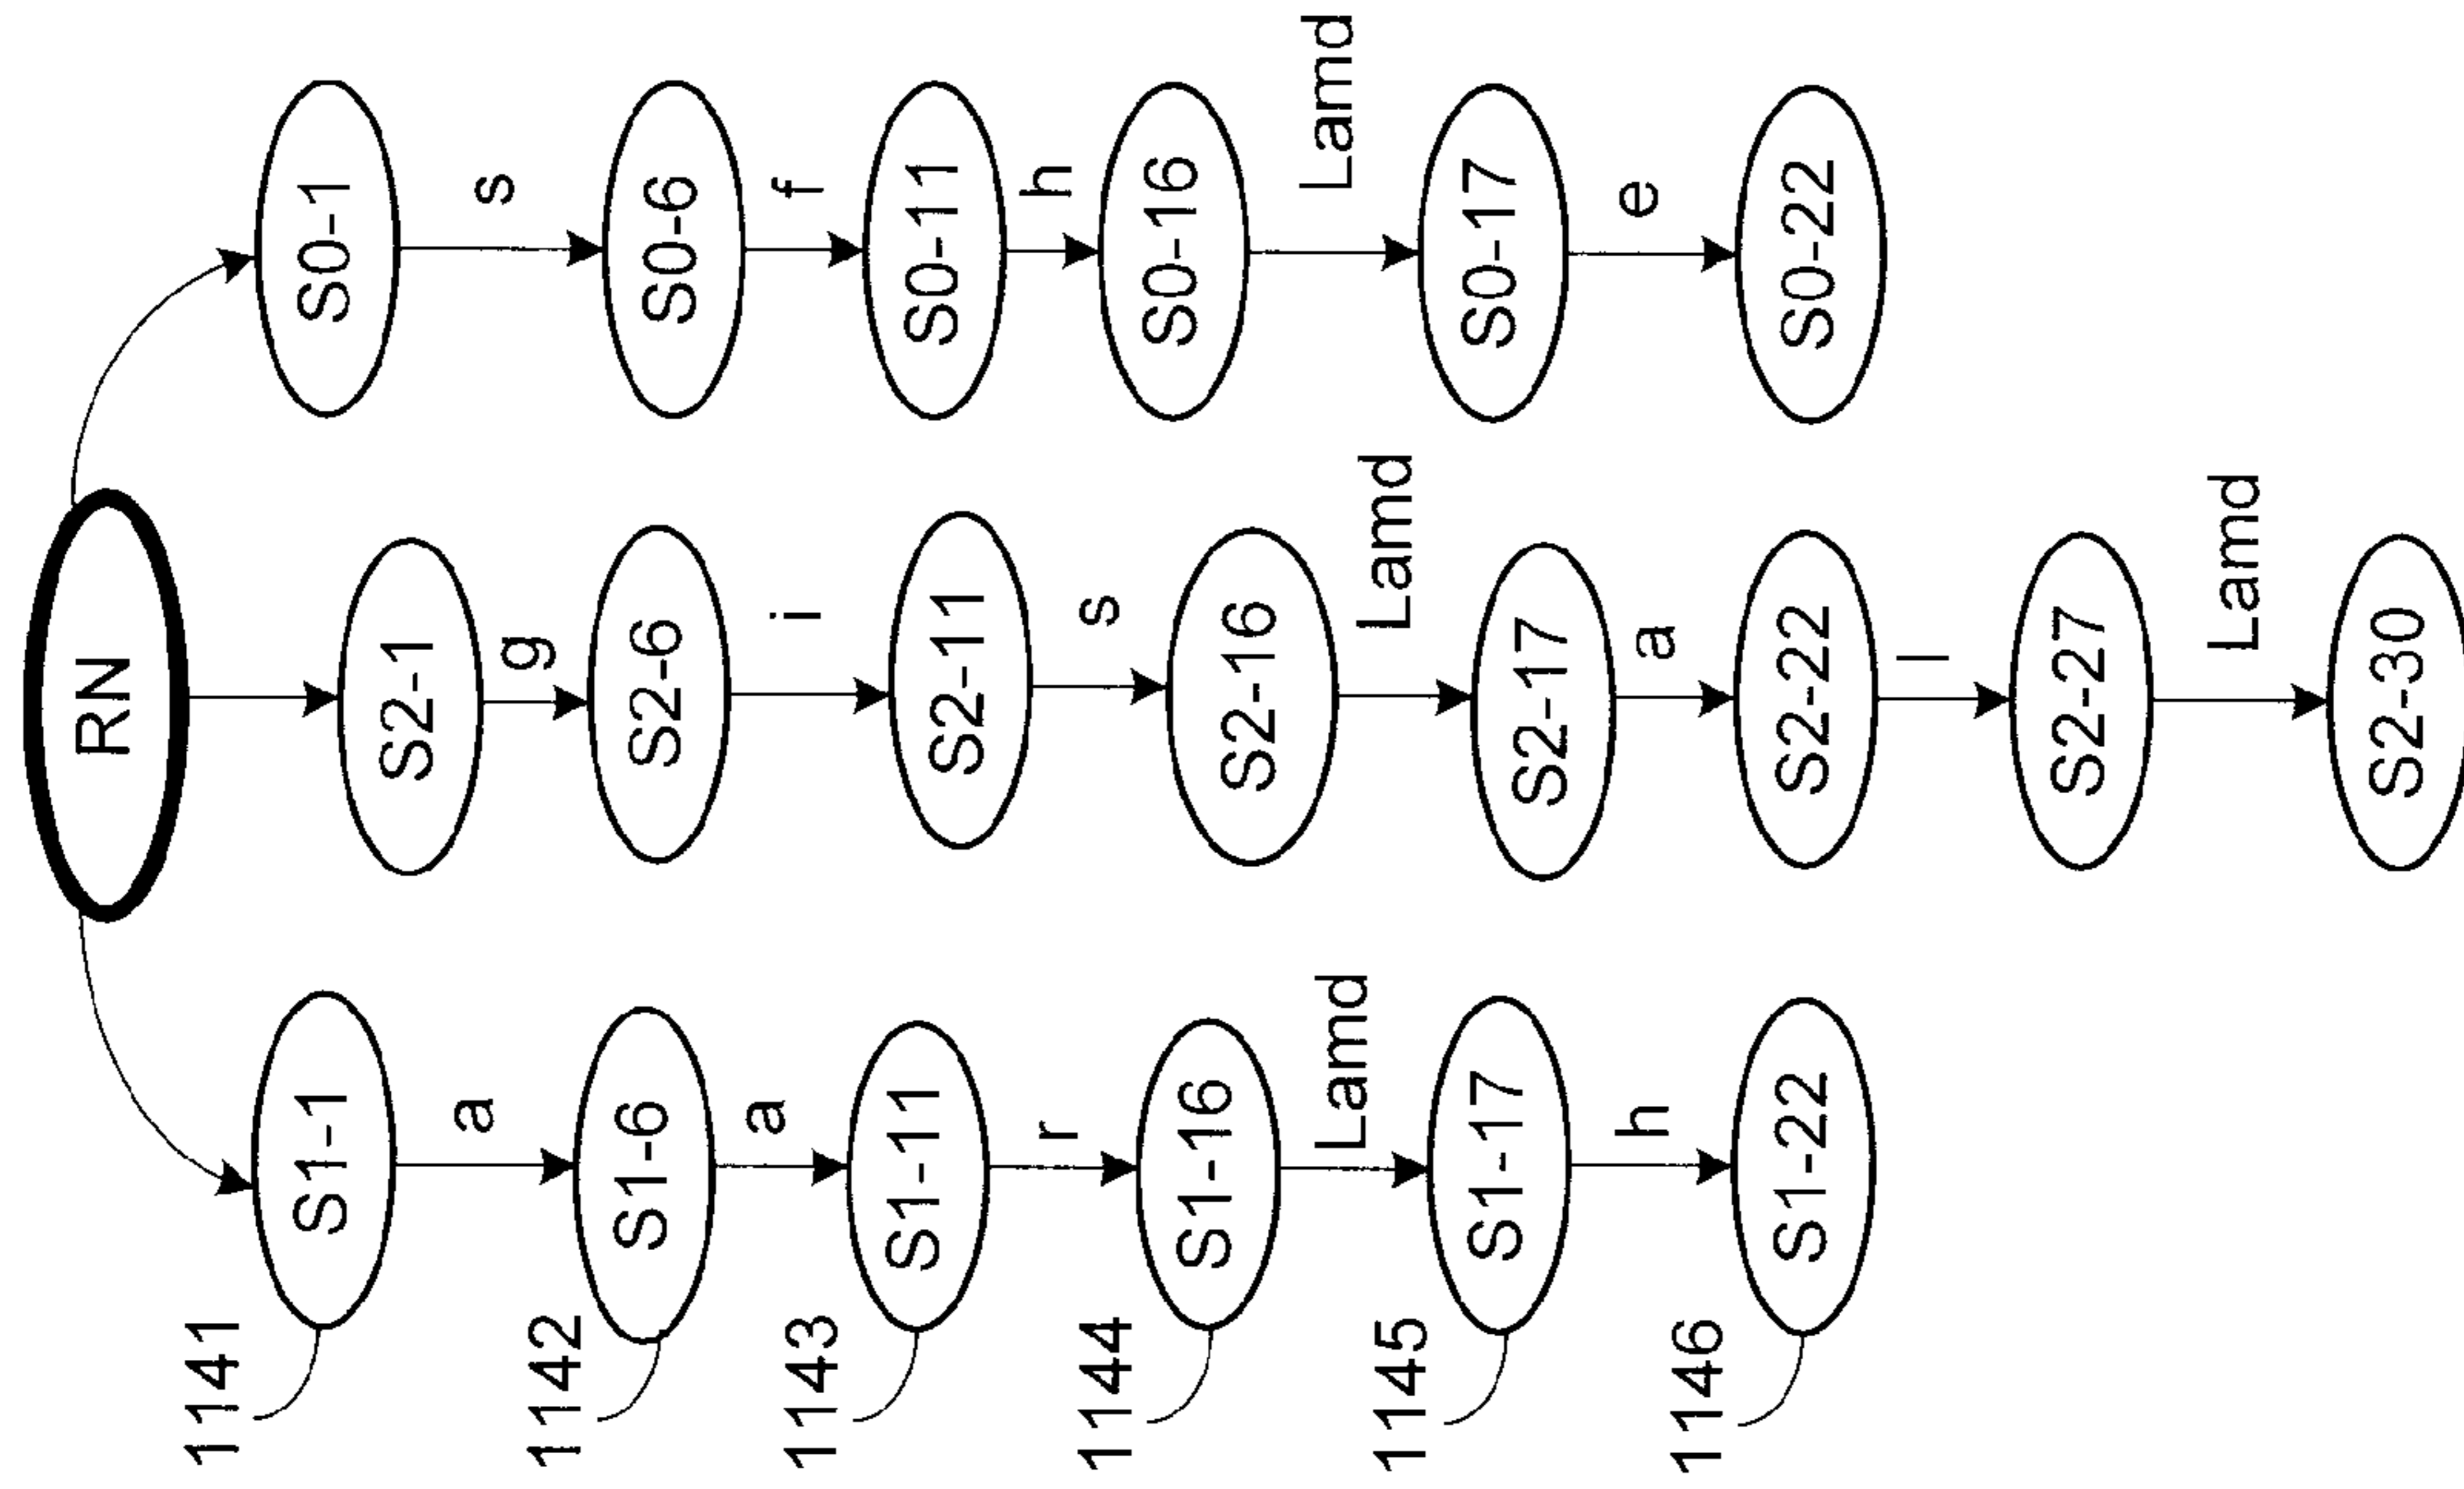 RN
1141
S1-1
a
1142
S1-6
a
1143
S1-11
r
1144
S1-16
Lamd
1145
S1-17
h
1146
S1-22
S2-1
g
S2-6
i
S2-11
s
S2-16
Lamd
S2-17
a
S2-22
l
S2-27
Lamd
S2-30
S0-1
s
S0-6
f
S0-11
h
S0-16
Lamd
S0-17
e
S0-22